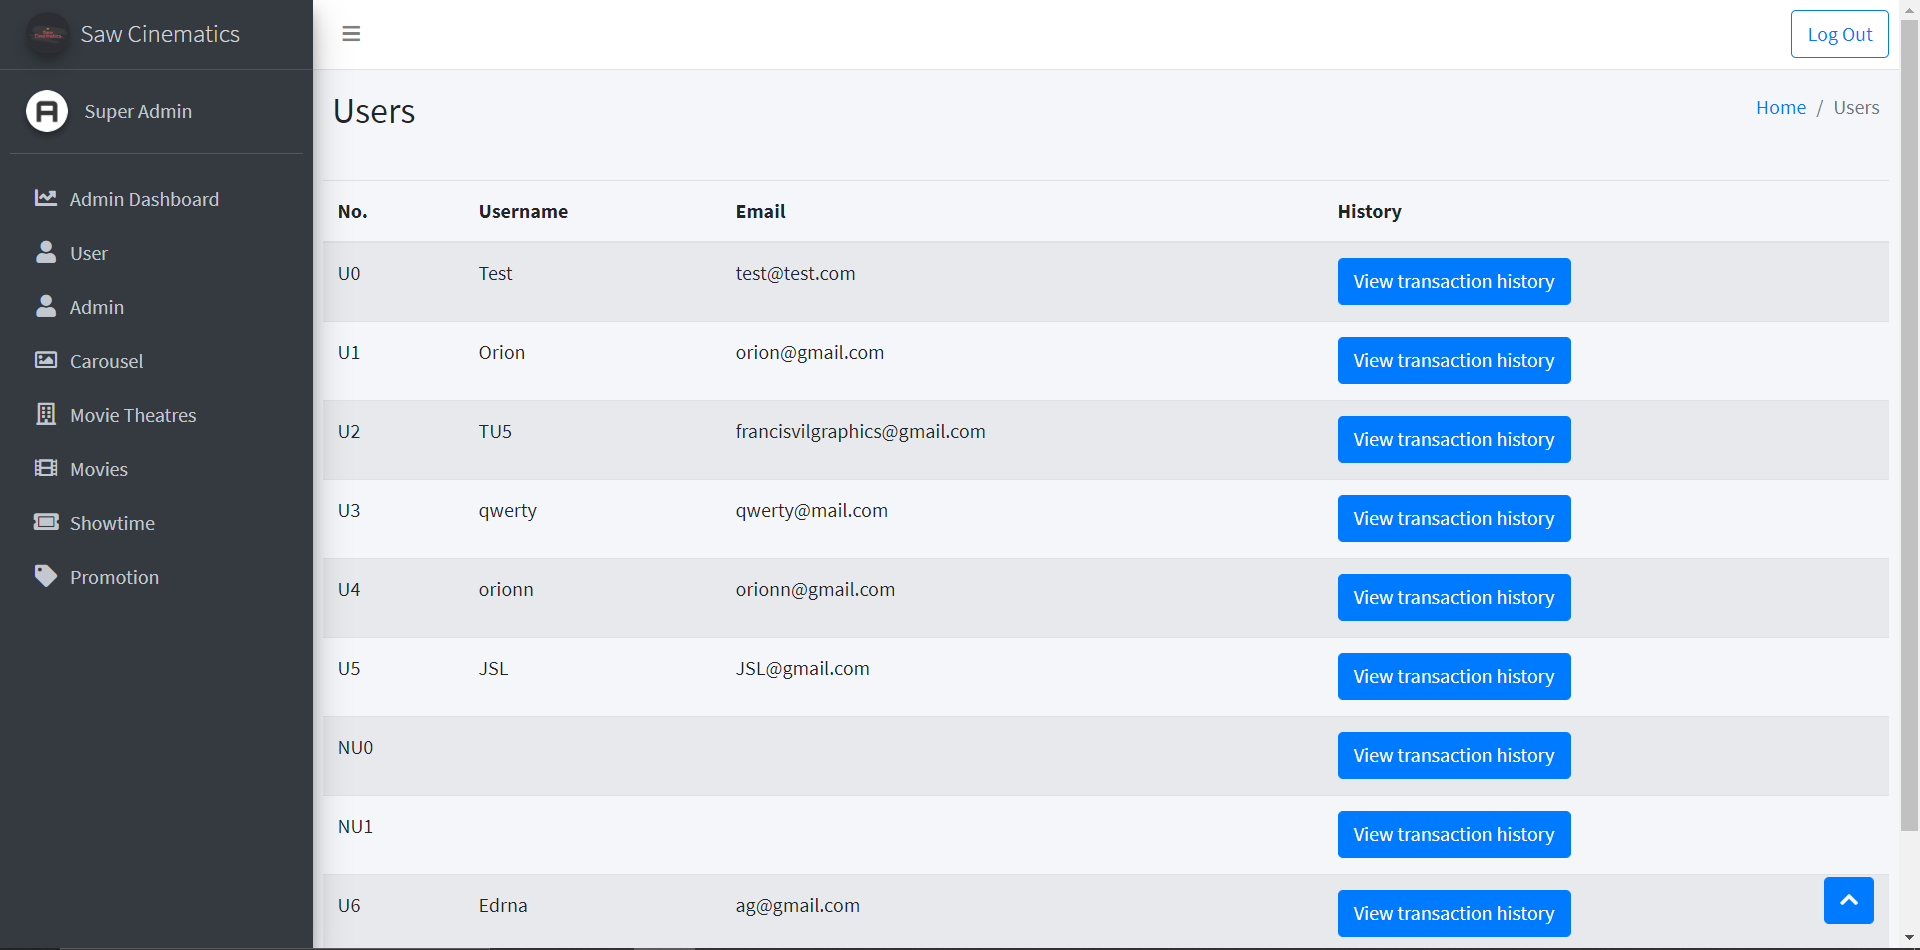 Saw Cinematics
Log Out
Super Admin
Users
Home / Users
Admin Dashboard
User
Admin
Carousel
Movie Theatres
Movies
Showtime
Promotion
No. Username Email History
U0 Test test@test.com View transaction history
U1 Orion orion@gmail.com View transaction history
U2 TU5 francisvilgraphics@gmail.com View transaction history
U3 qwerty qwerty@mail.com View transaction history
U4 orionn orionn@gmail.com View transaction history
U5 JSL JSL@gmail.com View transaction history
NU0 View transaction history
NU1 View transaction history
U6 Edrna ag@gmail.com View transaction history